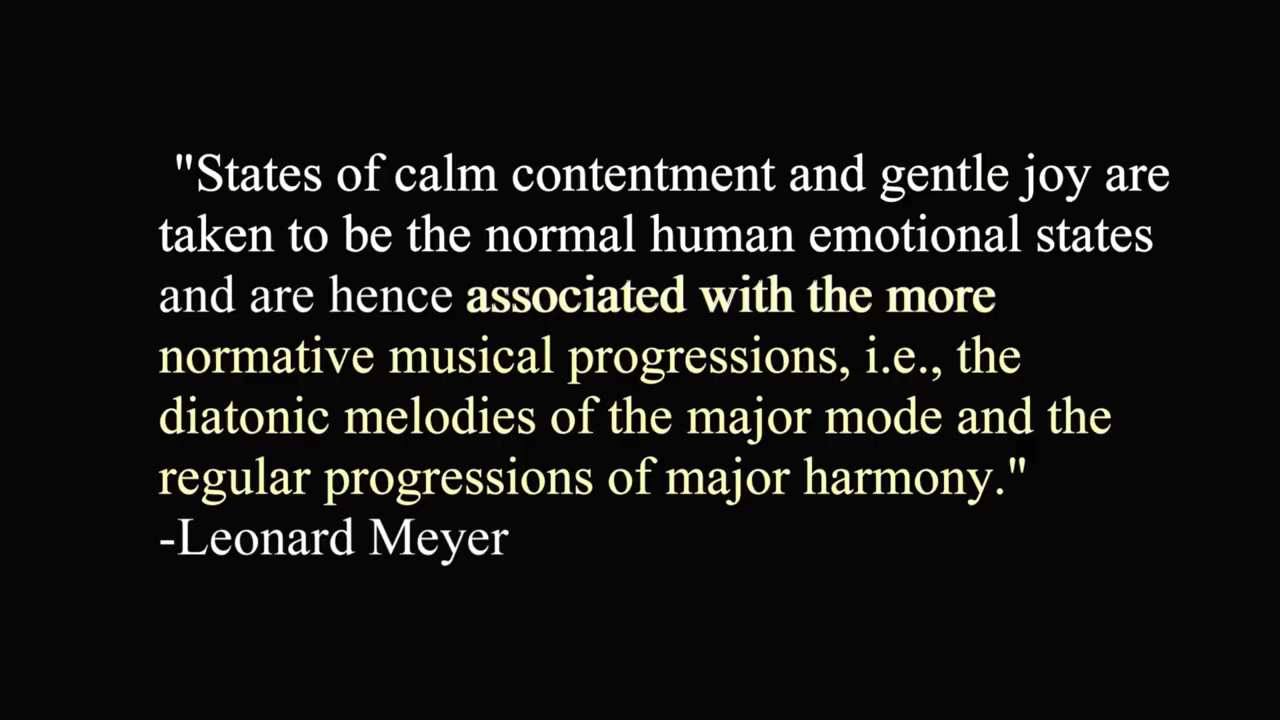 "States of calm contentment and gentle joy are
taken to be the normal human emotional states
and are hence associated with the more
normative musical progressions, i.e., the
diatonic melodies of the major mode and the
regular progressions of major harmony."
-Leonard Meyer